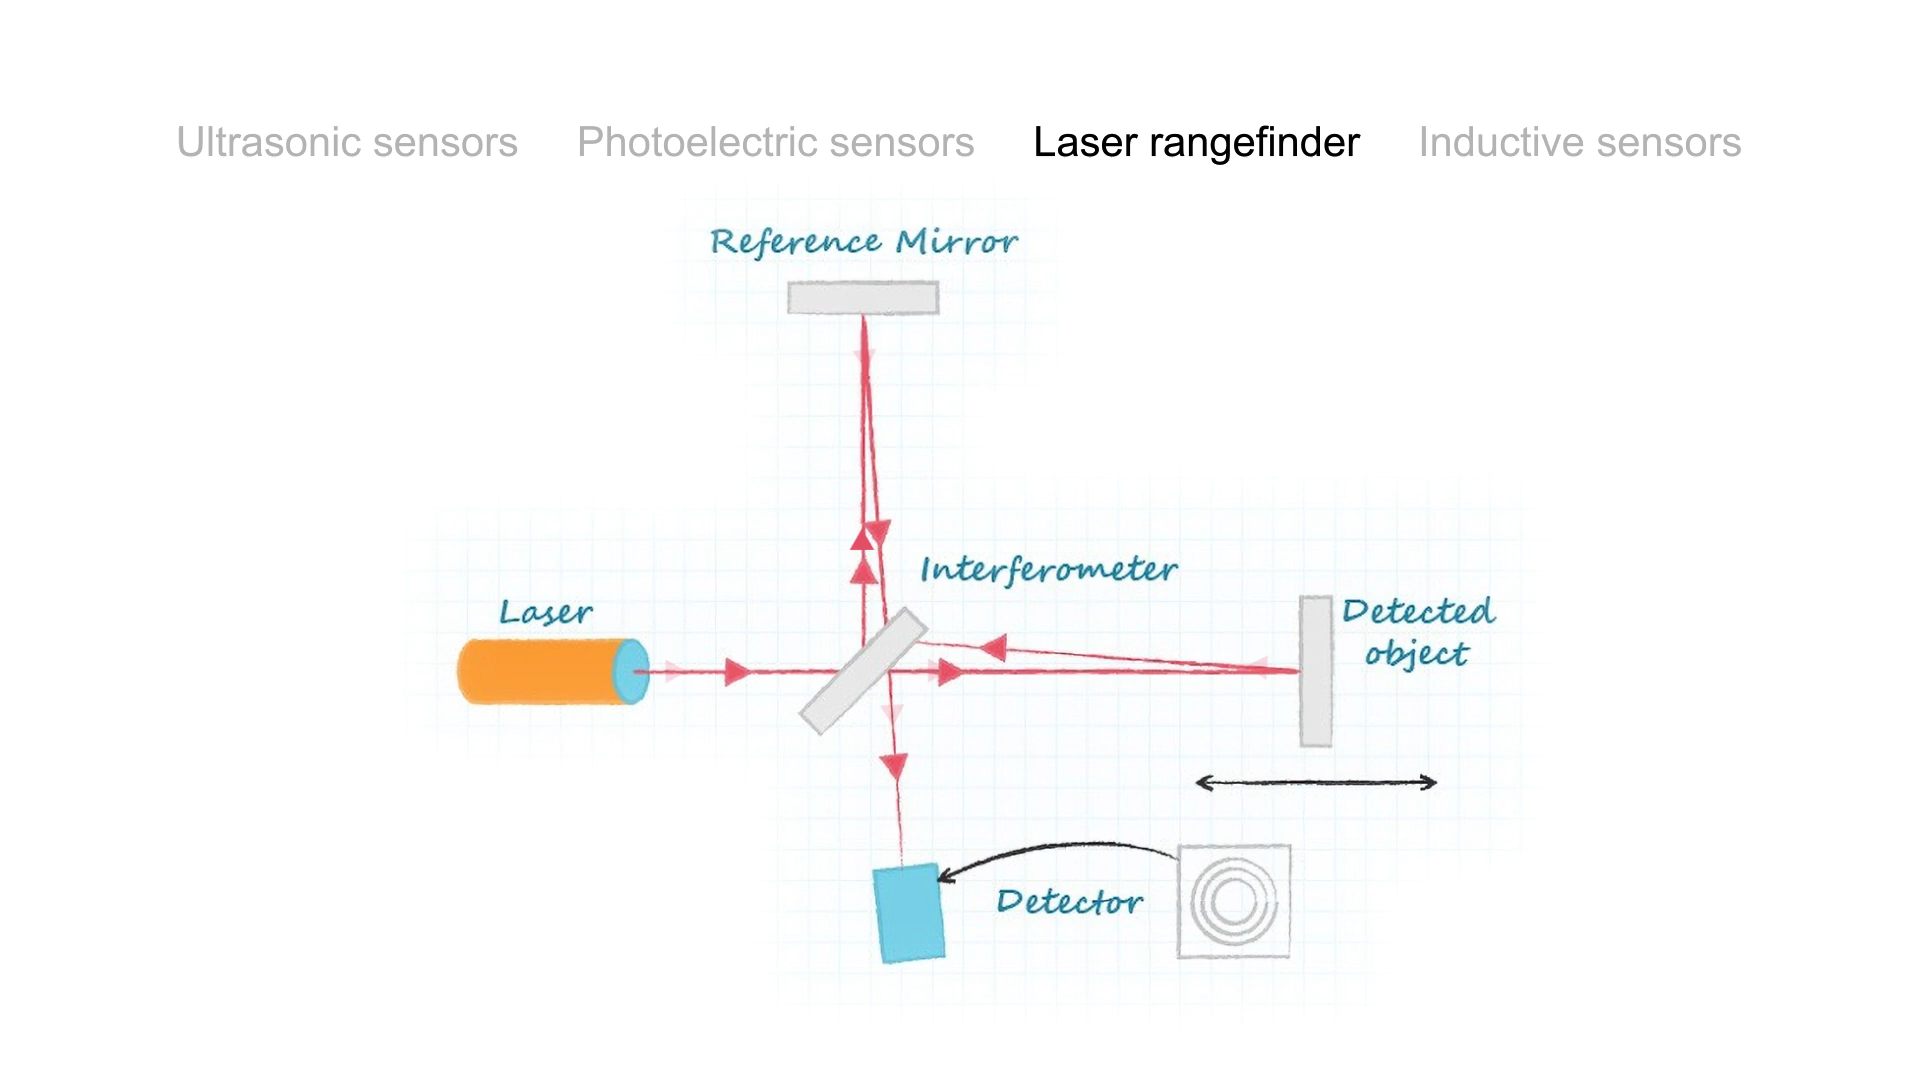 Ultrasonic sensors Photoelectric sensors Laser rangefinder Inductive sensors
Reference Mirror
Interferometer
Laser
Detected
object
Detector